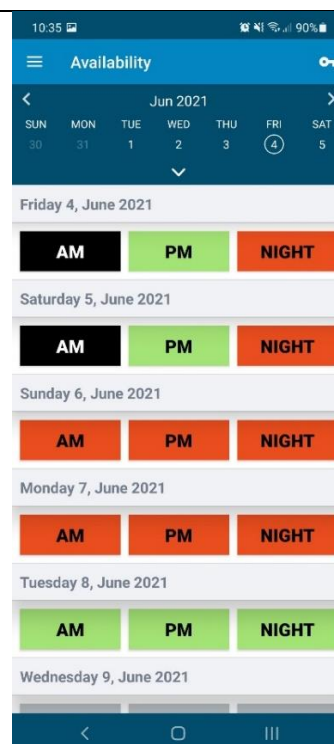 10:35 90%
Availability
Jun 2021
SUN MON TUE WED THU FRI SAT
30 31 1 2 3 4 5
Friday 4, June 2021
AM PM NIGHT
Saturday 5, June 2021
AM PM NIGHT
Sunday 6, June 2021
AM PM NIGHT
Monday 7, June 2021
AM PM NIGHT
Tuesday 8, June 2021
AM PM NIGHT
Wednesday 9, June 2021